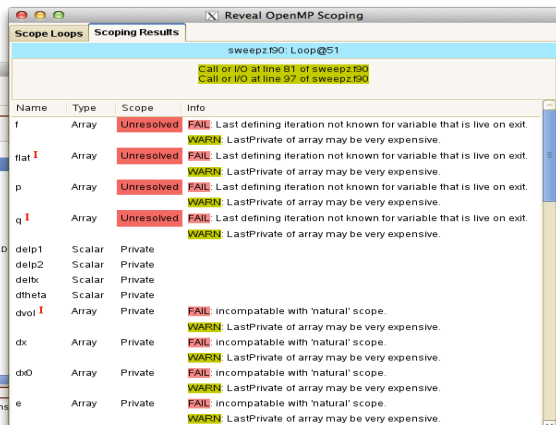 Reveal OpenMP Scoping
Scope Loops Scoping Results
sweepz.f90: Loop@51
Call or I/O at line 81 of sweepz.f90
Call or I/O at line 97 of sweepz.f90
Name Type Scope Info
f Array Unresolved FAIL: Last defining iteration not known for variable that is live on exit.
WARN: LastPrivate of array may be very expensive.
flat I Array Unresolved FAIL: Last defining iteration not known for variable that is live on exit.
WARN: LastPrivate of array may be very expensive.
p Array Unresolved FAIL: Last defining iteration not known for variable that is live on exit.
WARN: LastPrivate of array may be very expensive.
q I Array Unresolved FAIL: Last defining iteration not known for variable that is live on exit.
WARN: LastPrivate of array may be very expensive.
delp1 Scalar Private
delp2 Scalar Private
deltx Scalar Private
dtheta Scalar Private
dvol I Array Private FAIL: incompatable with 'natural' scope.
WARN: LastPrivate of array may be very expensive.
dx Array Private FAIL: incompatable with 'natural' scope.
WARN: LastPrivate of array may be very expensive.
dx0 Array Private FAIL: incompatable with 'natural' scope.
WARN: LastPrivate of array may be very expensive.
e Array Private FAIL: incompatable with 'natural' scope.
WARN: LastPrivate of array may be very expensive.